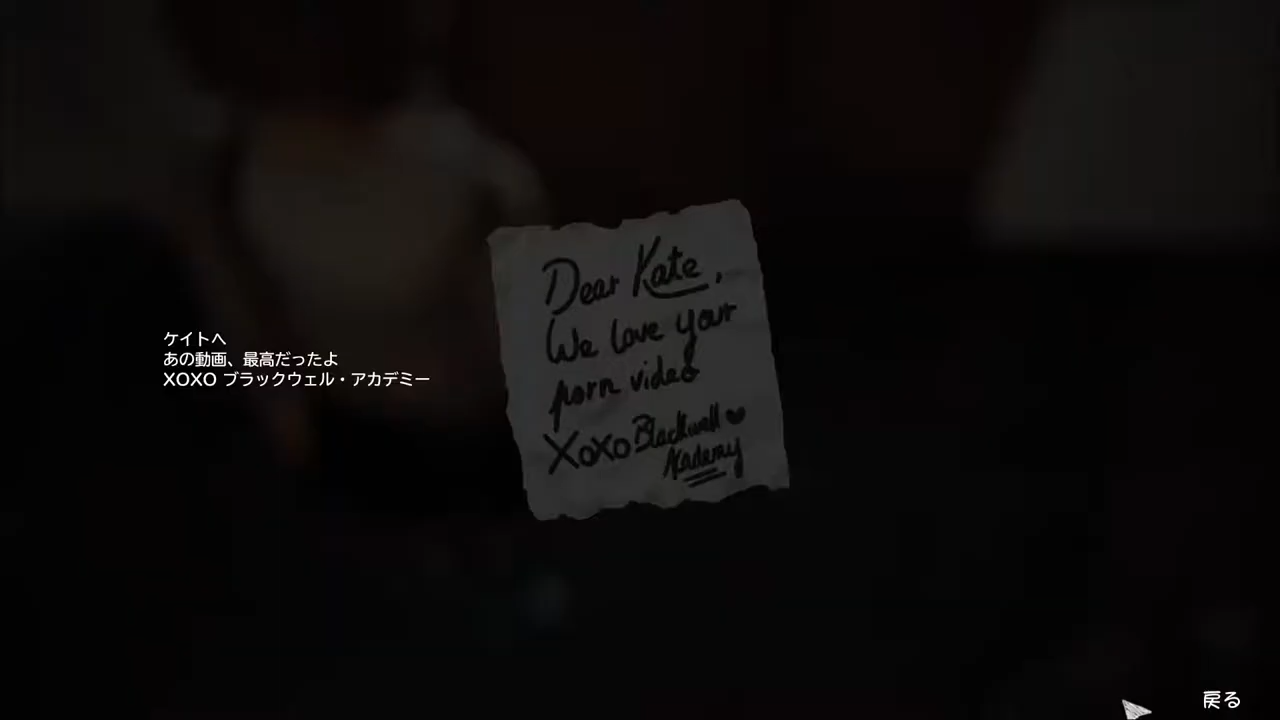 Dear Kate,
We love your
porn video
XOXO Blackwell ♥
Academy
ケイトへ
あの動画、最高だったよ
XOXO ブラックウェル・アカデミー
戻る